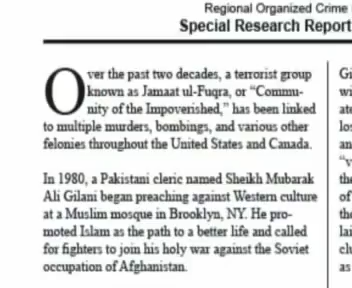 Regional Organized Crime
Special Research Report
Over the past two decades, a terrorist group
known as Jamaat ul-Fuqra, or “Commu-
nity of the Impoverished,” has been linked
to multiple murders, bombings, and various other
felonies throughout the United States and Canada.
In 1980, a Pakistani cleric named Sheikh Mubarak
Ali Gilani began preaching against Western culture
at a Muslim mosque in Brooklyn, NY. He pro-
moted Islam as the path to a better life and called
for fighters to join his holy war against the Soviet
occupation of Afghanistan.